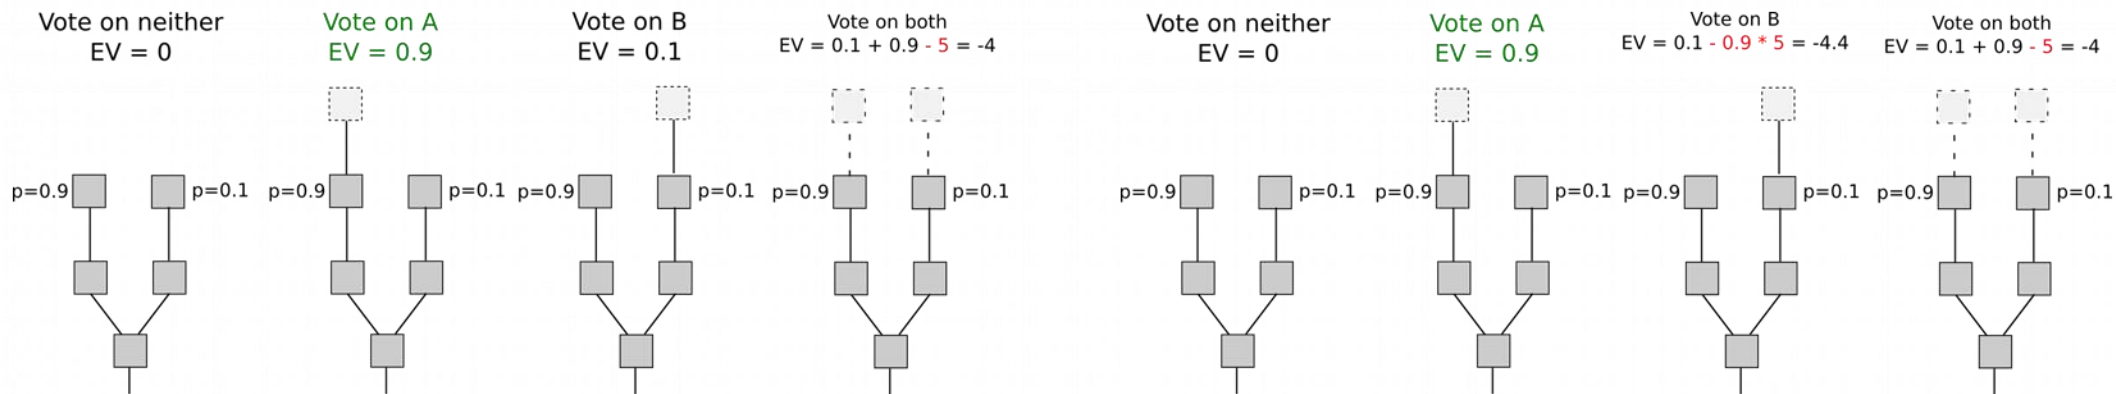 Vote on neither
EV = 0
Vote on A
EV = 0.9
Vote on B
EV = 0.1
Vote on both
EV = 0.1 + 0.9 - 5 = -4
p=0.9
p=0.1
p=0.9
p=0.1
p=0.9
p=0.1
p=0.9
p=0.1
Vote on neither
EV = 0
Vote on A
EV = 0.9
Vote on B
EV = 0.1 - 0.9 * 5 = -4.4
Vote on both
EV = 0.1 + 0.9 - 5 = -4
p=0.9
p=0.1
p=0.9
p=0.1
p=0.9
p=0.1
p=0.9
p=0.1